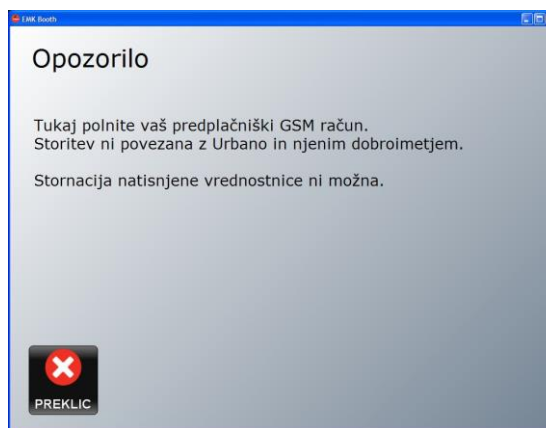 EMK Booth
Opozorilo
Tukaj polnite vaš predplačniški GSM račun.
Storitev ni povezana z Urbano in njenim dobroimetjem.
Stornacija natisnjene vrednostnice ni možna.
PREKLIC